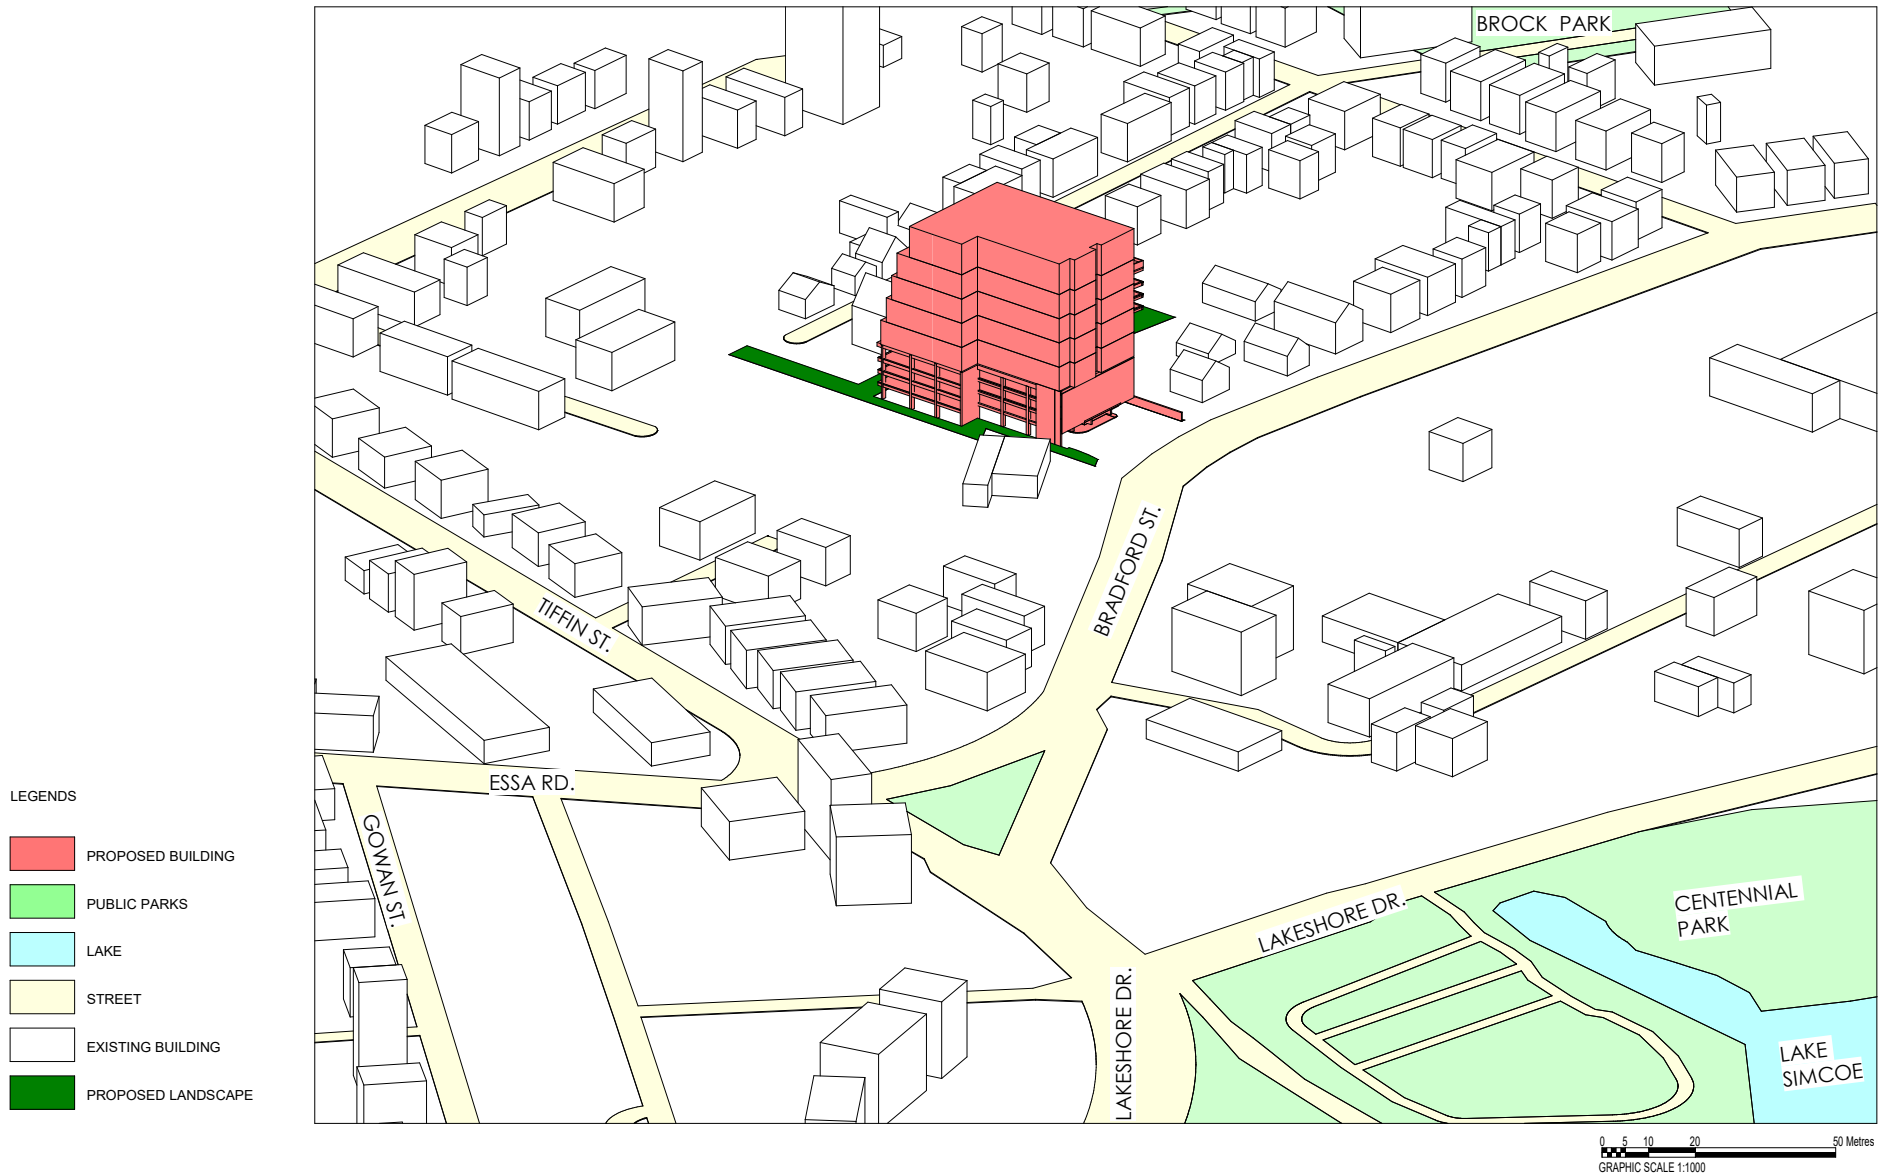 BROCK PARK
BRADFORD ST.
TIFFIN ST.
ESSA RD.
GOWAN ST.
LAKESHORE DR.
CENTENNIAL
PARK
LAKESHORE DR.
LAKE
SIMCOE
LEGENDS
PROPOSED BUILDING
PUBLIC PARKS
LAKE
STREET
EXISTING BUILDING
PROPOSED LANDSCAPE
0 5 10 20 50 Metres
GRAPHIC SCALE 1:1000